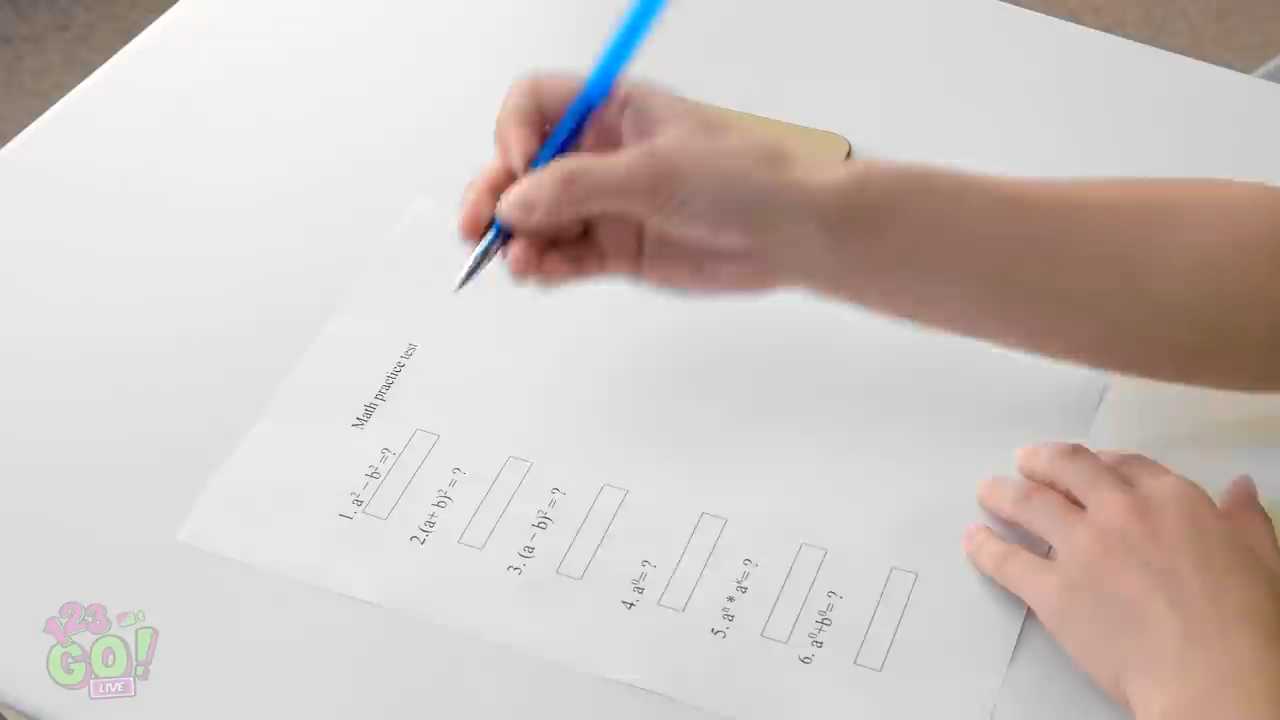 Math practice test
1. a² − b² =?
2.(a+ b)² = ?
3. (a − b)² = ?
4. a⁰= ?
5. aⁿ * aᵏ= ?
6. a⁰+b⁰= ?
123
GO!
LIVE